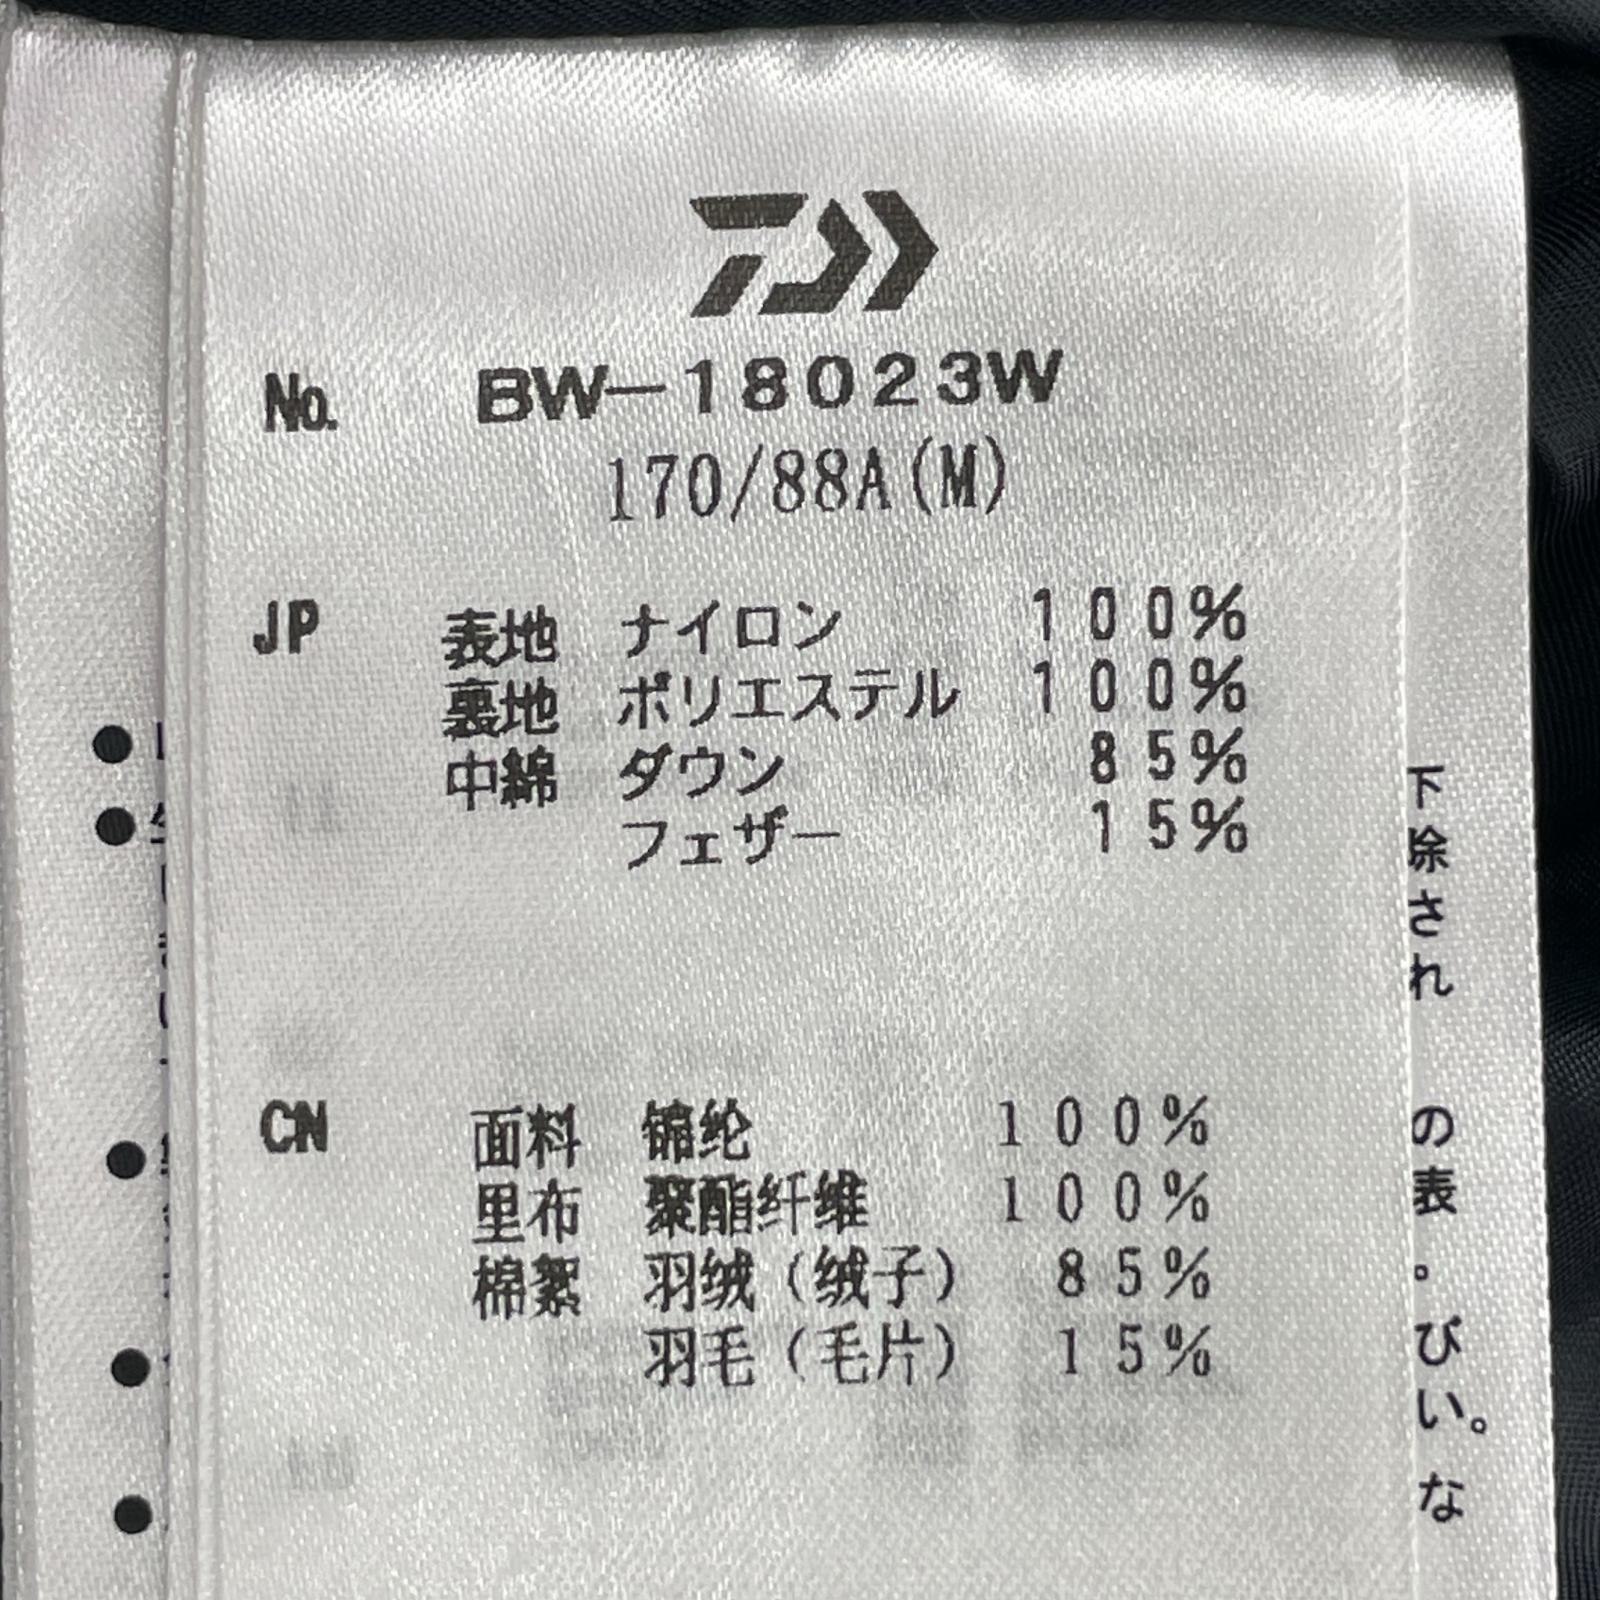 No. BW-18023W
170/88A(M)
JP 表地 ナイロン 100%
裏地 ポリエステル 100%
中綿 ダウン 85%
フェザー 15%
CN 面料 锦纶 100%
里布 聚酯纤维 100%
棉絮 羽绒(绒子) 85%
羽毛(毛片) 15%
下
除
され
の
表
。
び
い。
な